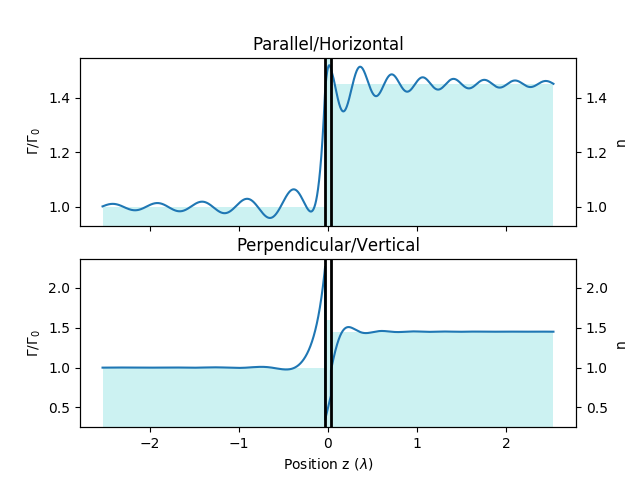 Parallel/Horizontal
1.4
1.2
1.0
Γ/Γ₀
1.4
1.2
1.0
n
Perpendicular/Vertical
2.0
1.5
1.0
0.5
Γ/Γ₀
2.0
1.5
1.0
0.5
n
−2 −1 0 1 2
Position z (λ)